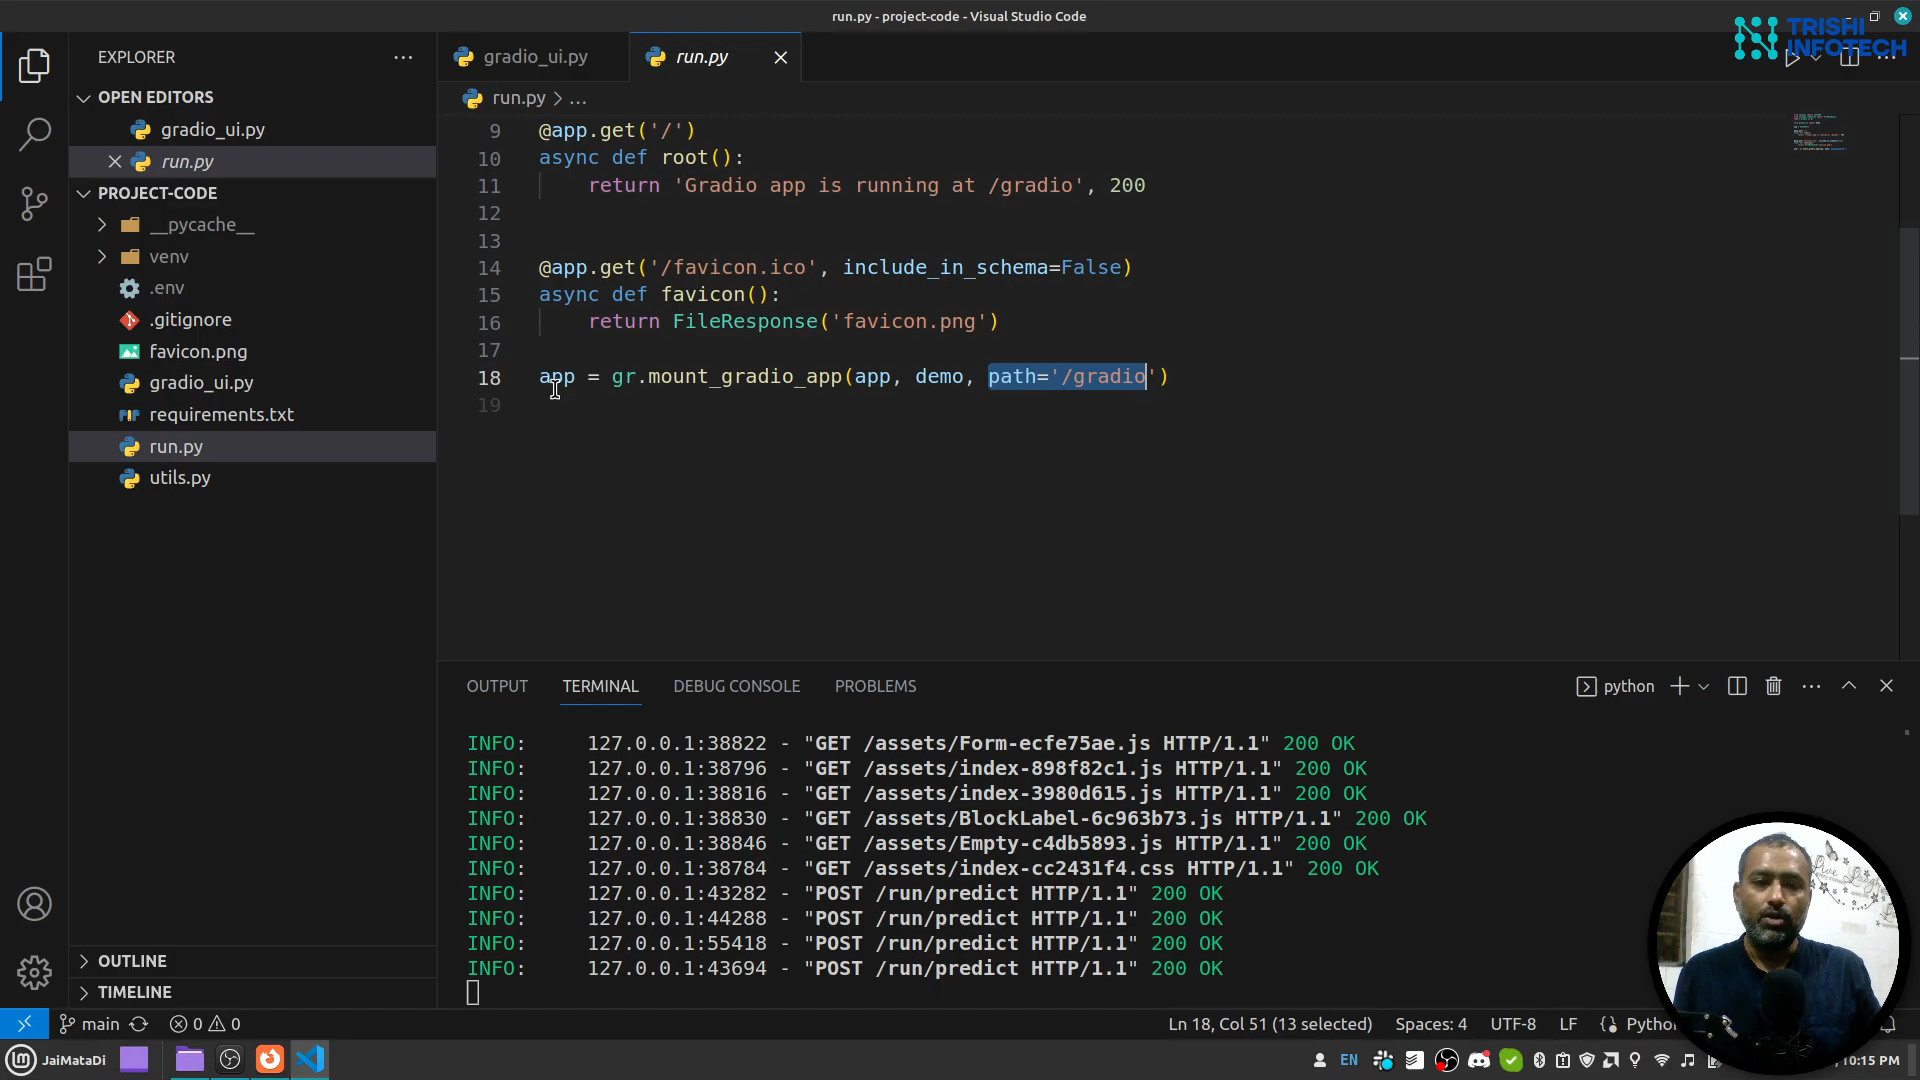 run.py - project-code - Visual Studio Code
TRISHI
INFOTECH
EXPLORER
gradio_ui.py
run.py
OPEN EDITORS
run.py > ...
gradio_ui.py
run.py
PROJECT-CODE
__pycache__
venv
.env
.gitignore
favicon.png
gradio_ui.py
requirements.txt
run.py
utils.py
9 @app.get('/')
10 async def root():
11 return 'Gradio app is running at /gradio', 200
12
13
14 @app.get('/favicon.ico', include_in_schema=False)
15 async def favicon():
16 return FileResponse('favicon.png')
17
18 app = gr.mount_gradio_app(app, demo, path='/gradio')
19
OUTPUT TERMINAL DEBUG CONSOLE PROBLEMS
python
INFO: 127.0.0.1:38822 - "GET /assets/Form-ecfe75ae.js HTTP/1.1" 200 OK
INFO: 127.0.0.1:38796 - "GET /assets/index-898f82c1.js HTTP/1.1" 200 OK
INFO: 127.0.0.1:38816 - "GET /assets/index-3980d615.js HTTP/1.1" 200 OK
INFO: 127.0.0.1:38830 - "GET /assets/BlockLabel-6c963b73.js HTTP/1.1" 200 OK
INFO: 127.0.0.1:38846 - "GET /assets/Empty-c4db5893.js HTTP/1.1" 200 OK
INFO: 127.0.0.1:38784 - "GET /assets/index-cc2431f4.css HTTP/1.1" 200 OK
INFO: 127.0.0.1:43282 - "POST /run/predict HTTP/1.1" 200 OK
INFO: 127.0.0.1:44288 - "POST /run/predict HTTP/1.1" 200 OK
INFO: 127.0.0.1:55418 - "POST /run/predict HTTP/1.1" 200 OK
INFO: 127.0.0.1:43694 - "POST /run/predict HTTP/1.1" 200 OK
OUTLINE
TIMELINE
main
0 0
Ln 18, Col 51 (13 selected)
Spaces: 4
UTF-8
LF
JaiMataDi
EN
10:15 PM